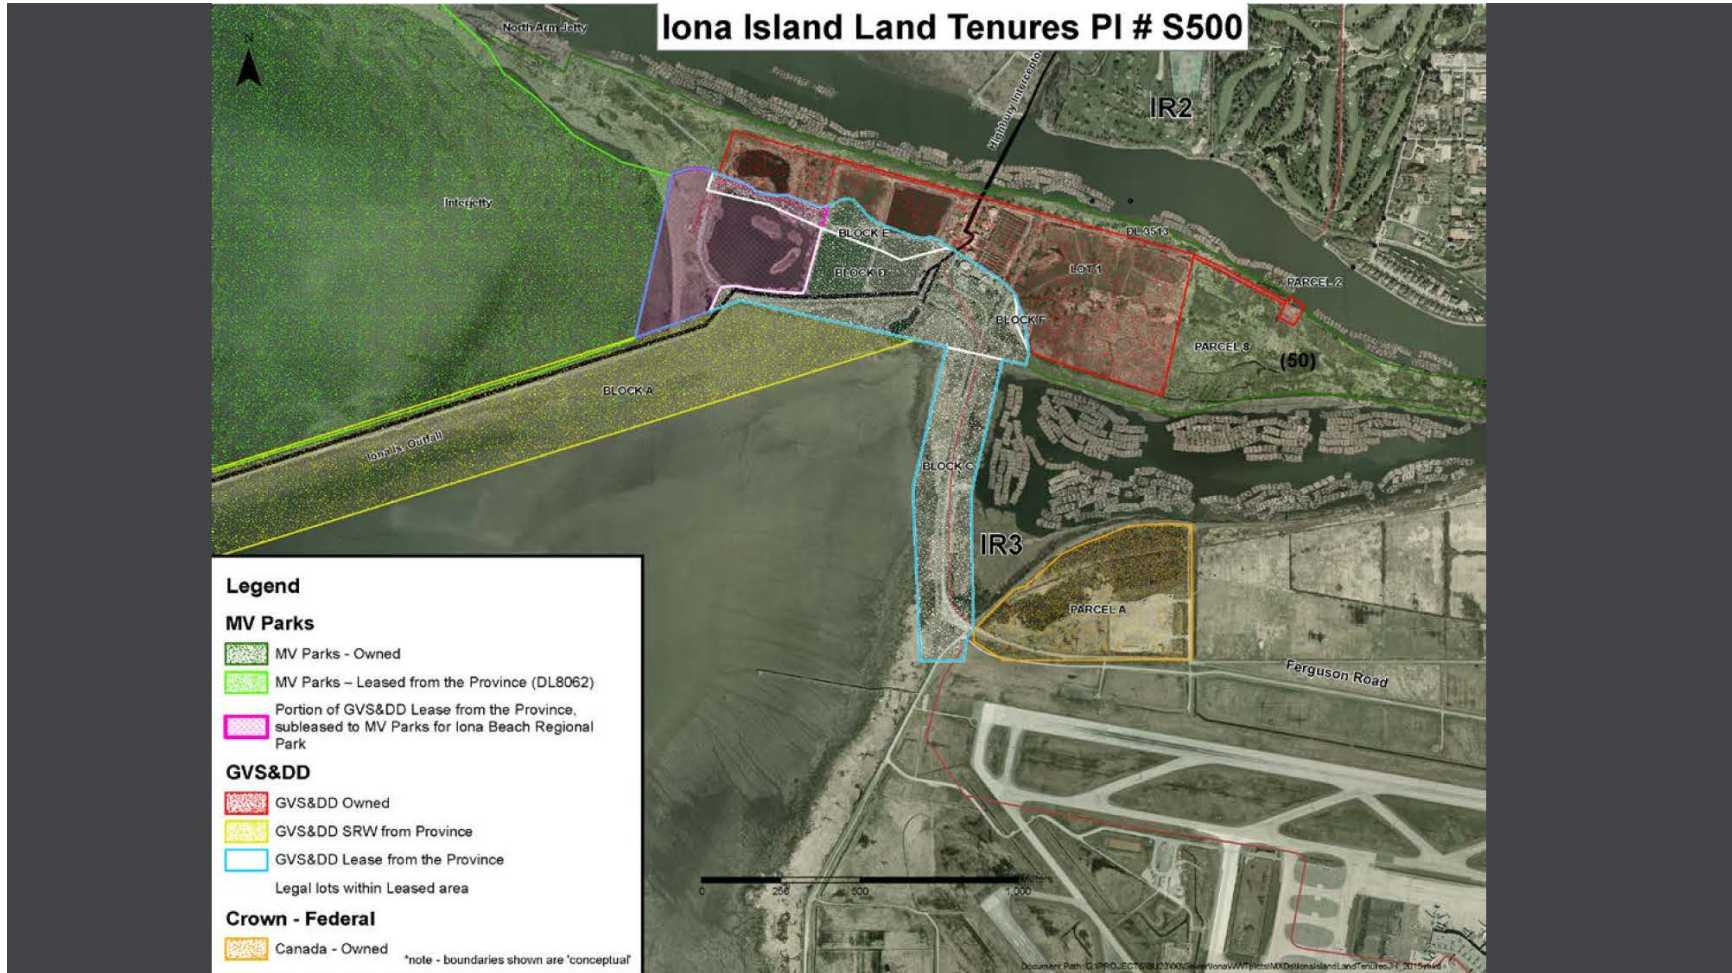 Iona Island Land Tenures PI # S500
North Arm Jetty
N
IR2
Interjetty
BLOCK E
DL 3513
BLOCK D
LOT 1
PARCEL 2
BLOCK F
PARCEL 8
(50)
BLOCK A
Iona Is. Outfall
BLOCK C
IR3
PARCEL A
Ferguson Road
Legend
MV Parks
MV Parks - Owned
MV Parks – Leased from the Province (DL8062)
Portion of GVS&DD Lease from the Province,
subleased to MV Parks for Iona Beach Regional
Park
GVS&DD
GVS&DD Owned
GVS&DD SRW from Province
GVS&DD Lease from the Province
Legal lots within Leased area
Crown - Federal
Canada - Owned
*note - boundaries shown are 'conceptual'
Meters
0 250 500 1,000
Document Path: